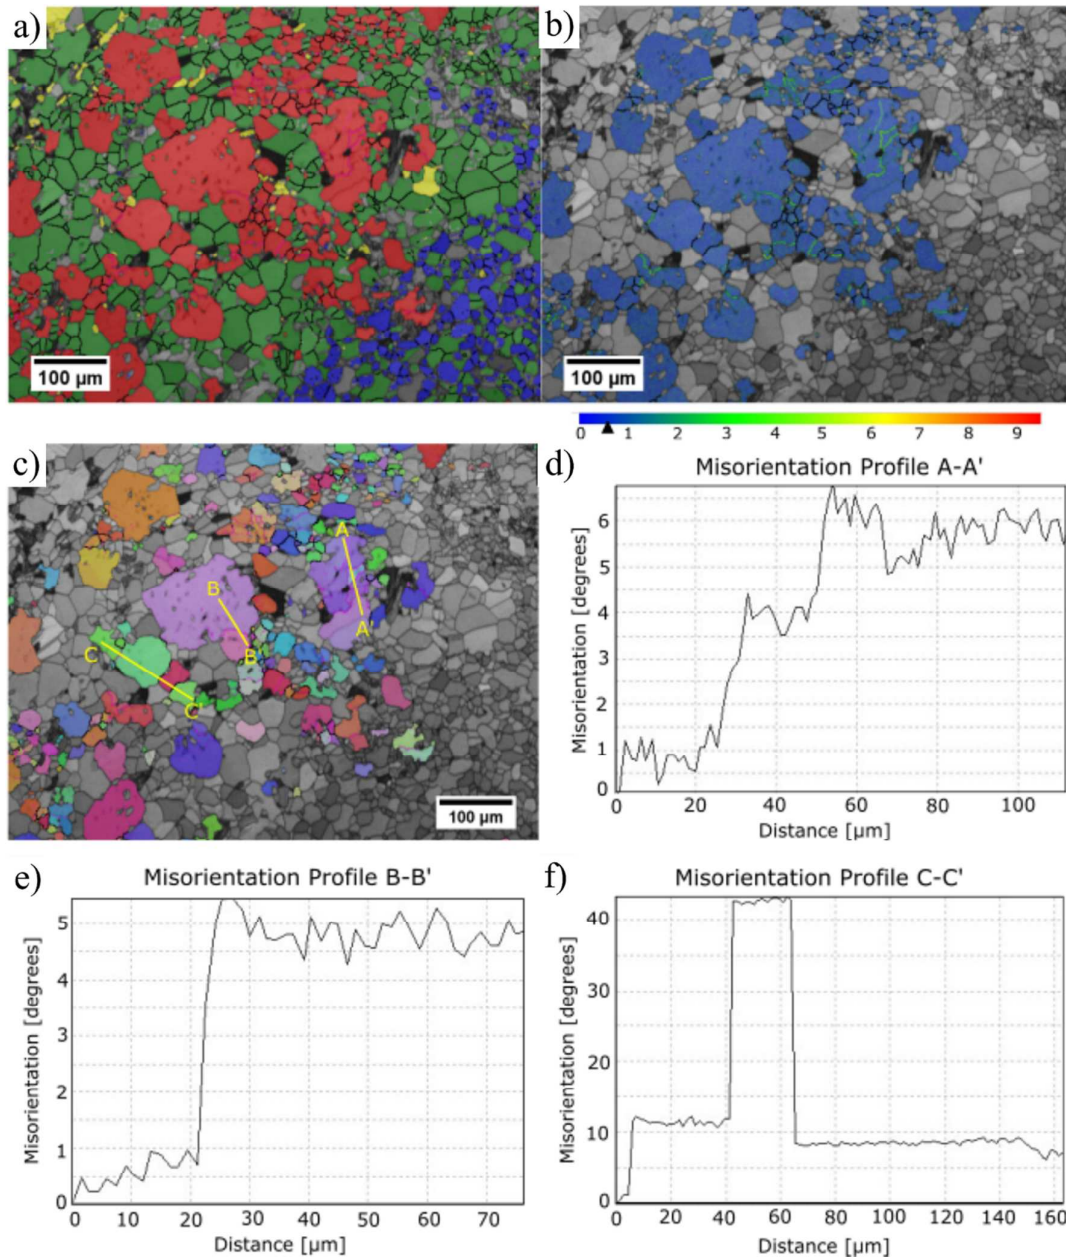 a)
b)
100 µm
100 µm
0 1 2 3 4 5 6 7 8 9
c)
A
B
A'
B'
C
C'
100 µm
d)
Misorientation Profile A-A'
Misorientation [degrees]
6
5
4
3
2
1
0
0 20 40 60 80 100
Distance [µm]
e)
Misorientation Profile B-B'
Misorientation [degrees]
5
4
3
2
1
0
0 10 20 30 40 50 60 70
Distance [µm]
f)
Misorientation Profile C-C'
Misorientation [degrees]
40
30
20
10
0
0 20 40 60 80 100 120 140 160
Distance [µm]